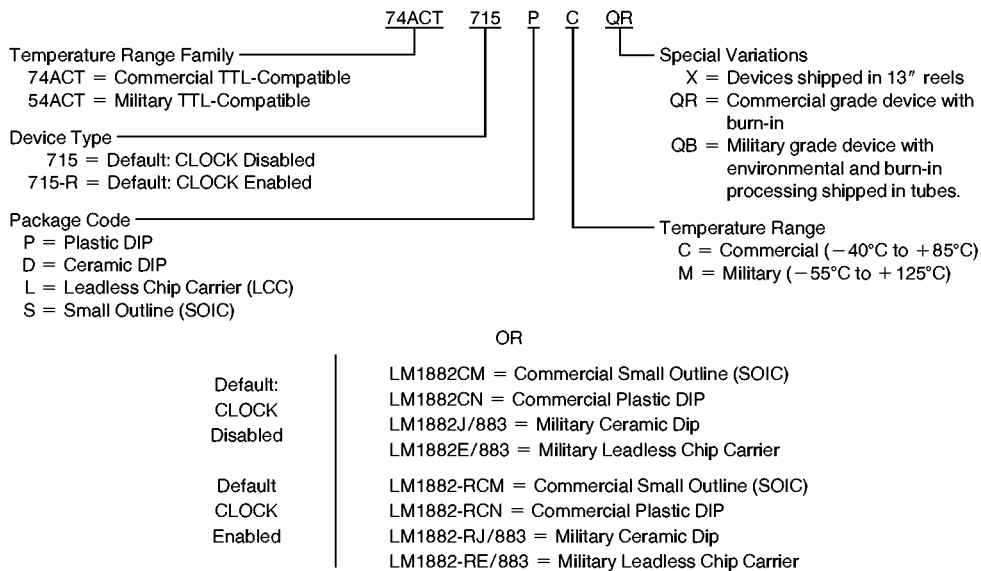 74ACT 715 P C QR
Temperature Range Family
74ACT = Commercial TTL-Compatible
54ACT = Military TTL-Compatible
Device Type
715 = Default: CLOCK Disabled
715-R = Default: CLOCK Enabled
Package Code
P = Plastic DIP
D = Ceramic DIP
L = Leadless Chip Carrier (LCC)
S = Small Outline (SOIC)
Special Variations
X = Devices shipped in 13″ reels
QR = Commercial grade device with
burn-in
QB = Military grade device with
environmental and burn-in
processing shipped in tubes.
Temperature Range
C = Commercial (−40°C to +85°C)
M = Military (−55°C to +125°C)
OR
Default:
CLOCK
Disabled
LM1882CM = Commercial Small Outline (SOIC)
LM1882CN = Commercial Plastic DIP
LM1882J/883 = Military Ceramic Dip
LM1882E/883 = Military Leadless Chip Carrier
Default
CLOCK
Enabled
LM1882-RCM = Commercial Small Outline (SOIC)
LM1882-RCN = Commercial Plastic DIP
LM1882-RJ/883 = Military Ceramic Dip
LM1882-RE/883 = Military Leadless Chip Carrier